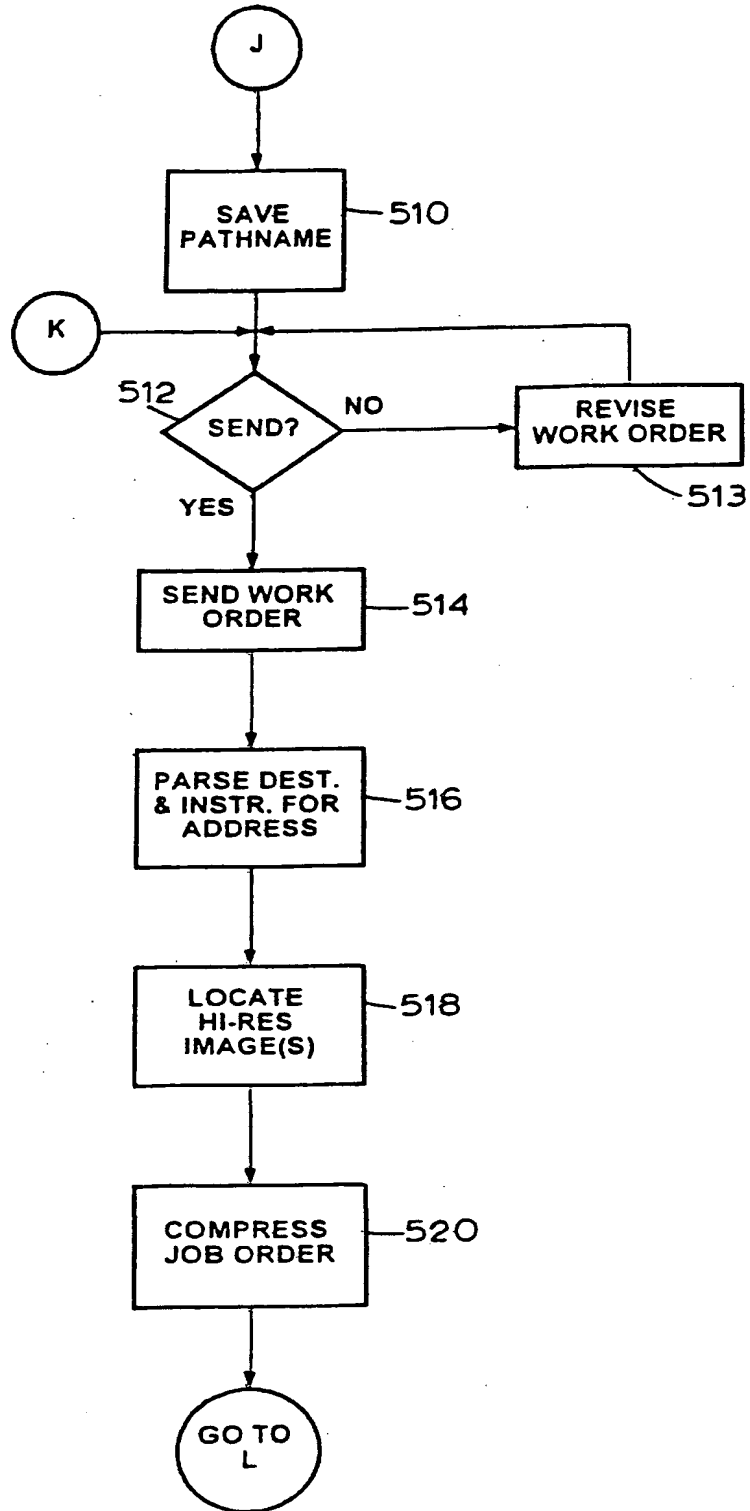 J
SAVE
PATHNAME
510
K
512
SEND?
NO
REVISE
WORK ORDER
513
YES
SEND WORK
ORDER
514
PARSE DEST.
& INSTR. FOR
ADDRESS
516
LOCATE
HI-RES
IMAGE(S)
518
COMPRESS
JOB ORDER
520
GO TO
L